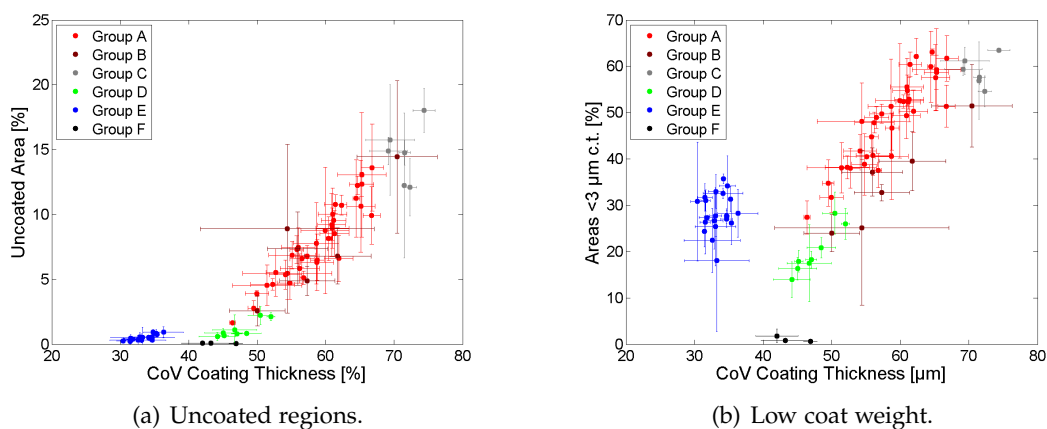 25
20
15
10
5
0
Uncoated Area [%]
Group A
Group B
Group C
Group D
Group E
Group F
20 30 40 50 60 70 80
CoV Coating Thickness [%]
(a) Uncoated regions.
70
60
50
40
30
20
10
0
Areas <3 μm c.t. [%]
Group A
Group B
Group C
Group D
Group E
Group F
20 30 40 50 60 70 80
CoV Coating Thickness [μm]
(b) Low coat weight.